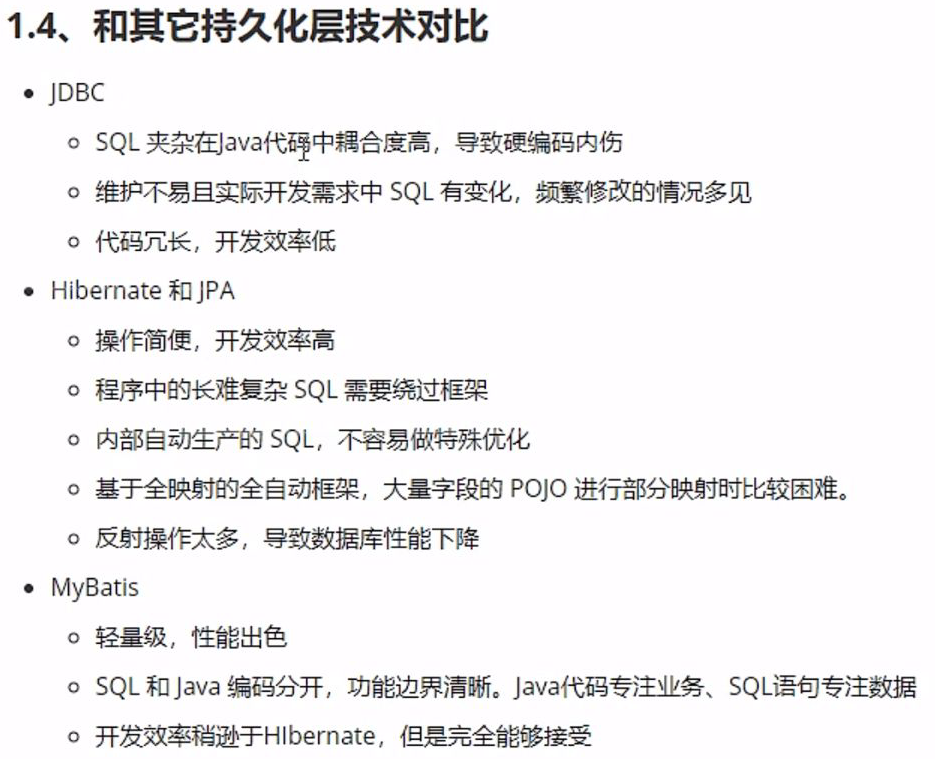 1.4、和其它持久化层技术对比
JDBC
SQL 夹杂在Java代码中耦合度高，导致硬编码内伤
维护不易且实际开发需求中 SQL 有变化，频繁修改的情况多见
代码冗长，开发效率低
Hibernate 和 JPA
操作简便，开发效率高
程序中的长难复杂 SQL 需要绕过框架
内部自动生产的 SQL，不容易做特殊优化
基于全映射的全自动框架，大量字段的 POJO 进行部分映射时比较困难。
反射操作太多，导致数据库性能下降
MyBatis
轻量级，性能出色
SQL 和 Java 编码分开，功能边界清晰。Java代码专注业务、SQL语句专注数据
开发效率稍逊于HIbernate，但是完全能够接受